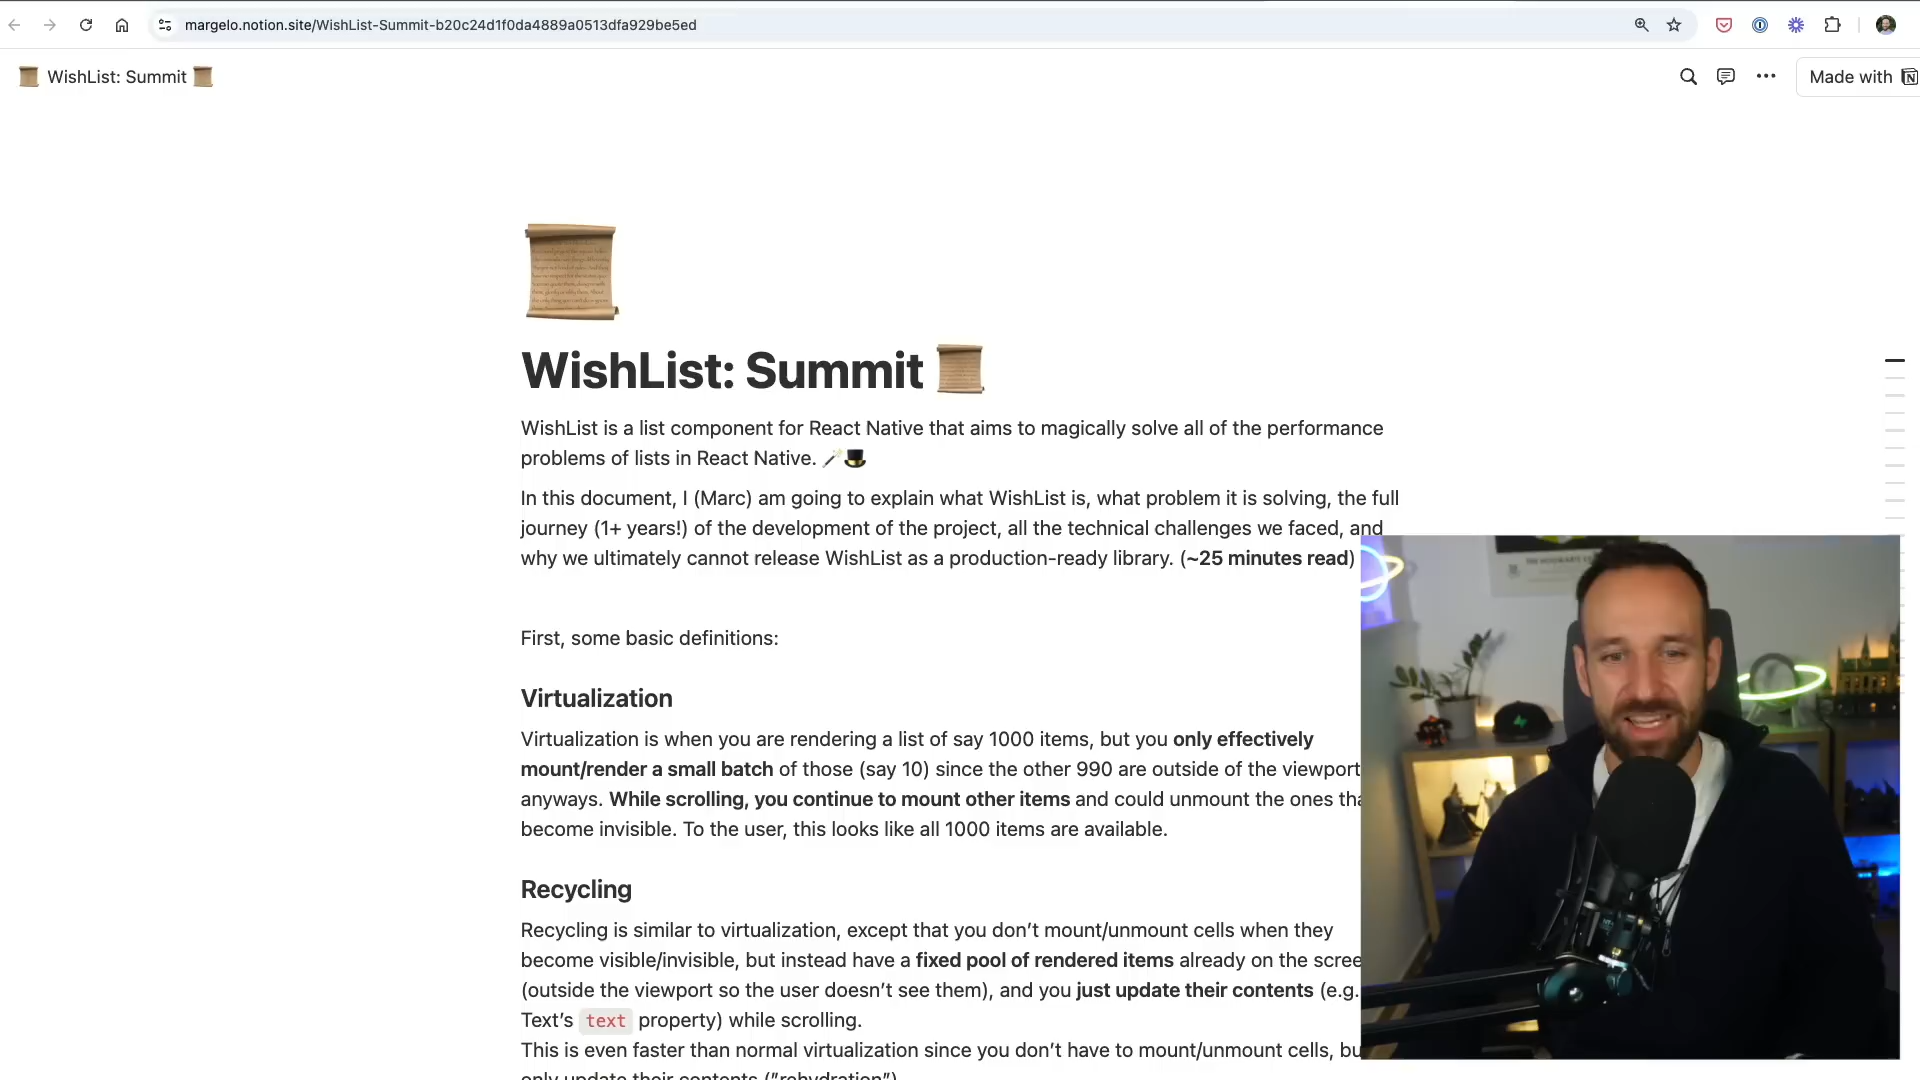 margelo.notion.site/WishList-Summit-b20c24d1f0da4889a0513dfa929be5ed
WishList: Summit
Made with
WishList: Summit
WishList is a list component for React Native that aims to magically solve all of the performance
problems of lists in React Native.
In this document, I (Marc) am going to explain what WishList is, what problem it is solving, the full
journey (1+ years!) of the development of the project, all the technical challenges we faced, and
why we ultimately cannot release WishList as a production-ready library. (~25 minutes read)
First, some basic definitions:
Virtualization
Virtualization is when you are rendering a list of say 1000 items, but you only effectively
mount/render a small batch of those (say 10) since the other 990 are outside of the viewport
anyways. While scrolling, you continue to mount other items and could unmount the ones
become invisible. To the user, this looks like all 1000 items are available.
Recycling
Recycling is similar to virtualization, except that you don’t mount/unmount cells when they
become visible/invisible, but instead have a fixed pool of rendered items already on the
(outside the viewport so the user doesn’t see them), and you just update their contents (e.g.
Text’s text property) while scrolling.
This is even faster than normal virtualization since you don’t have to mount/unmount cells,
only update their contents (”rehydration”)